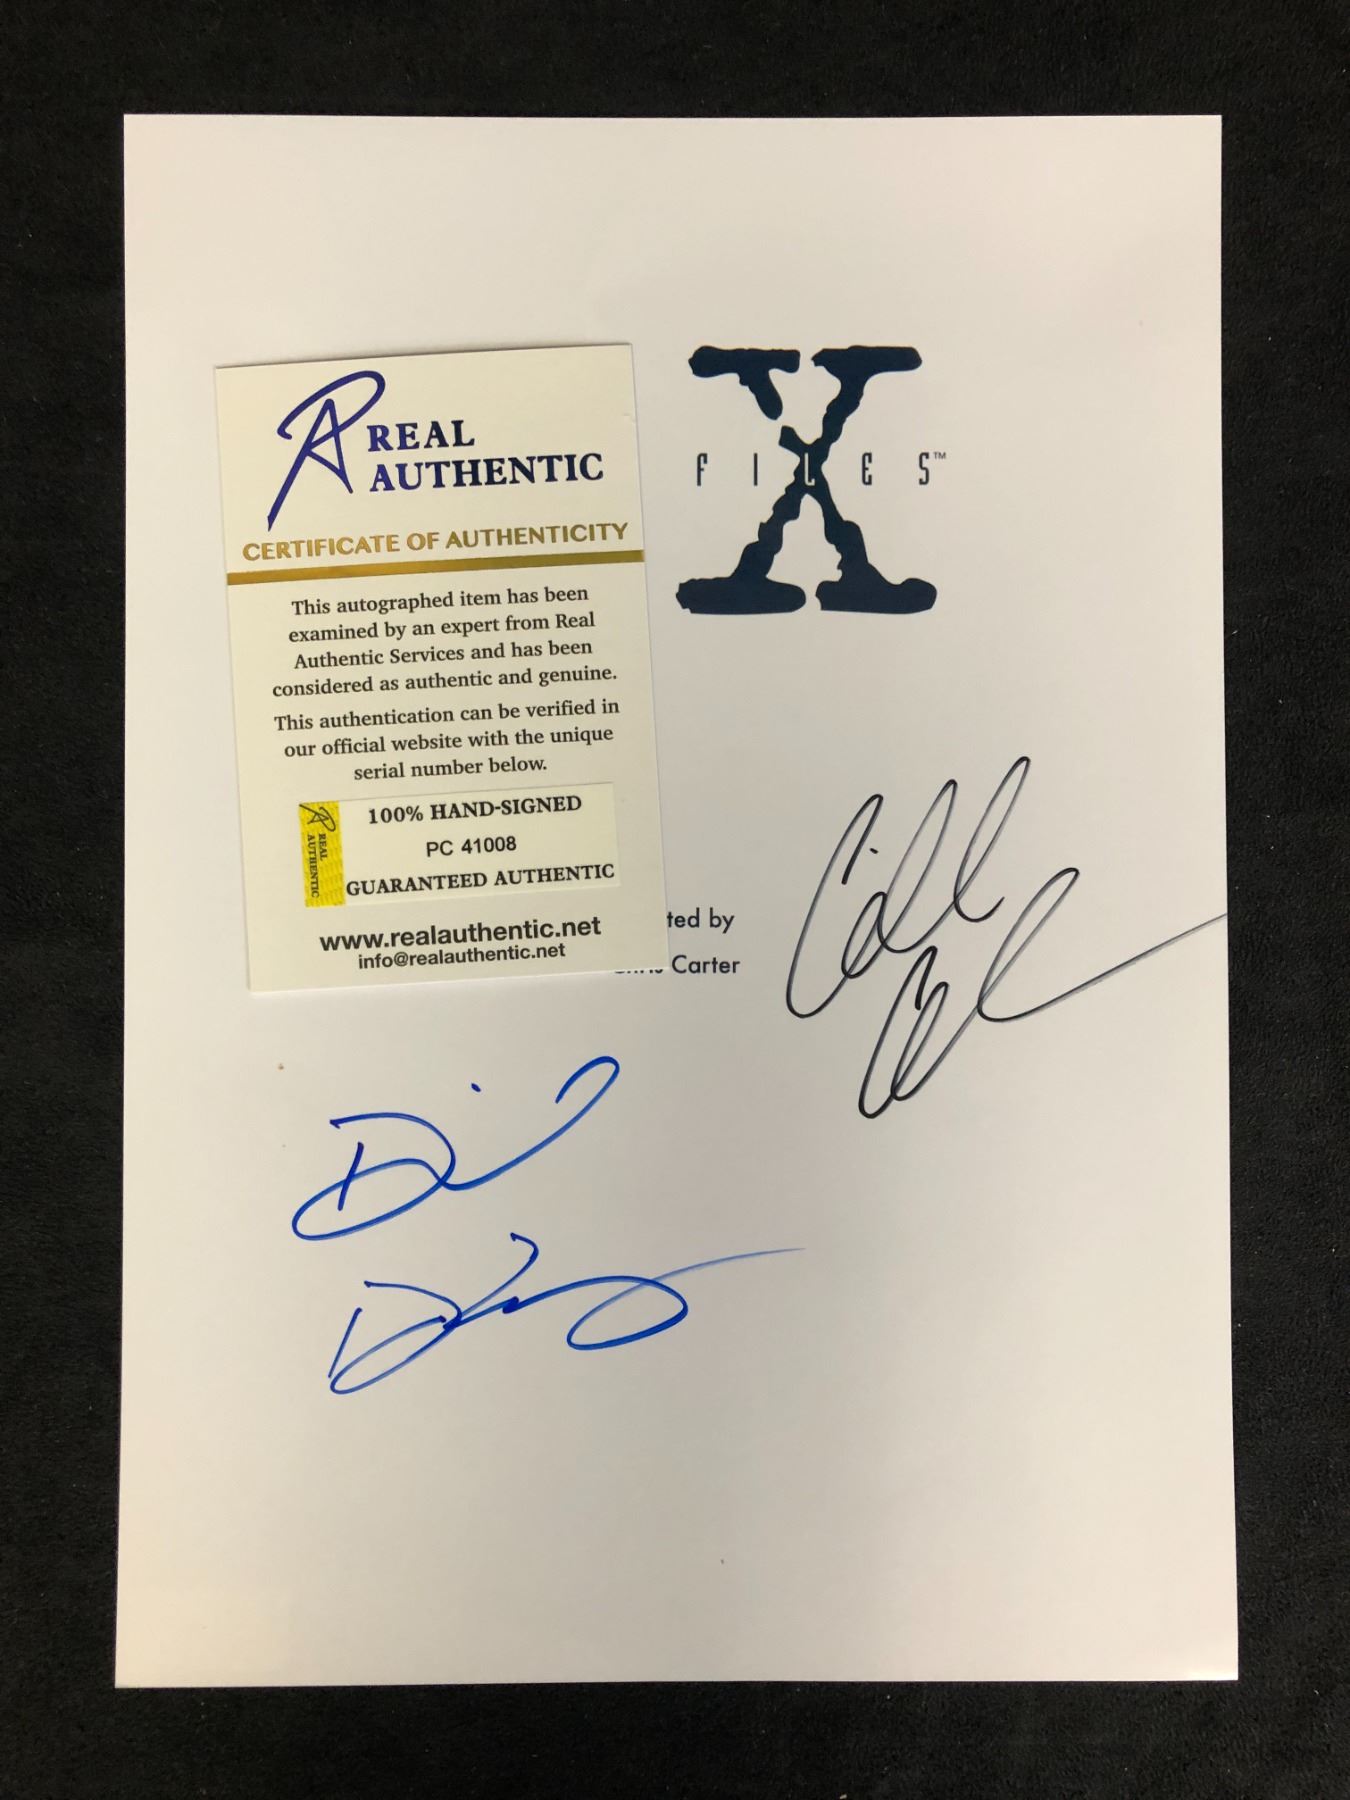 REAL
AUTHENTIC
CERTIFICATE OF AUTHENTICITY
This autographed item has been
examined by an expert from Real
Authentic Services and has been
considered as authentic and genuine.
This authentication can be verified in
our official website with the unique
serial number below.
REAL
AUTHENTIC
100% HAND-SIGNED
PC 41008
GUARANTEED AUTHENTIC
www.realauthentic.net
info@realauthentic.net
X
FILES™
ted by
Carter